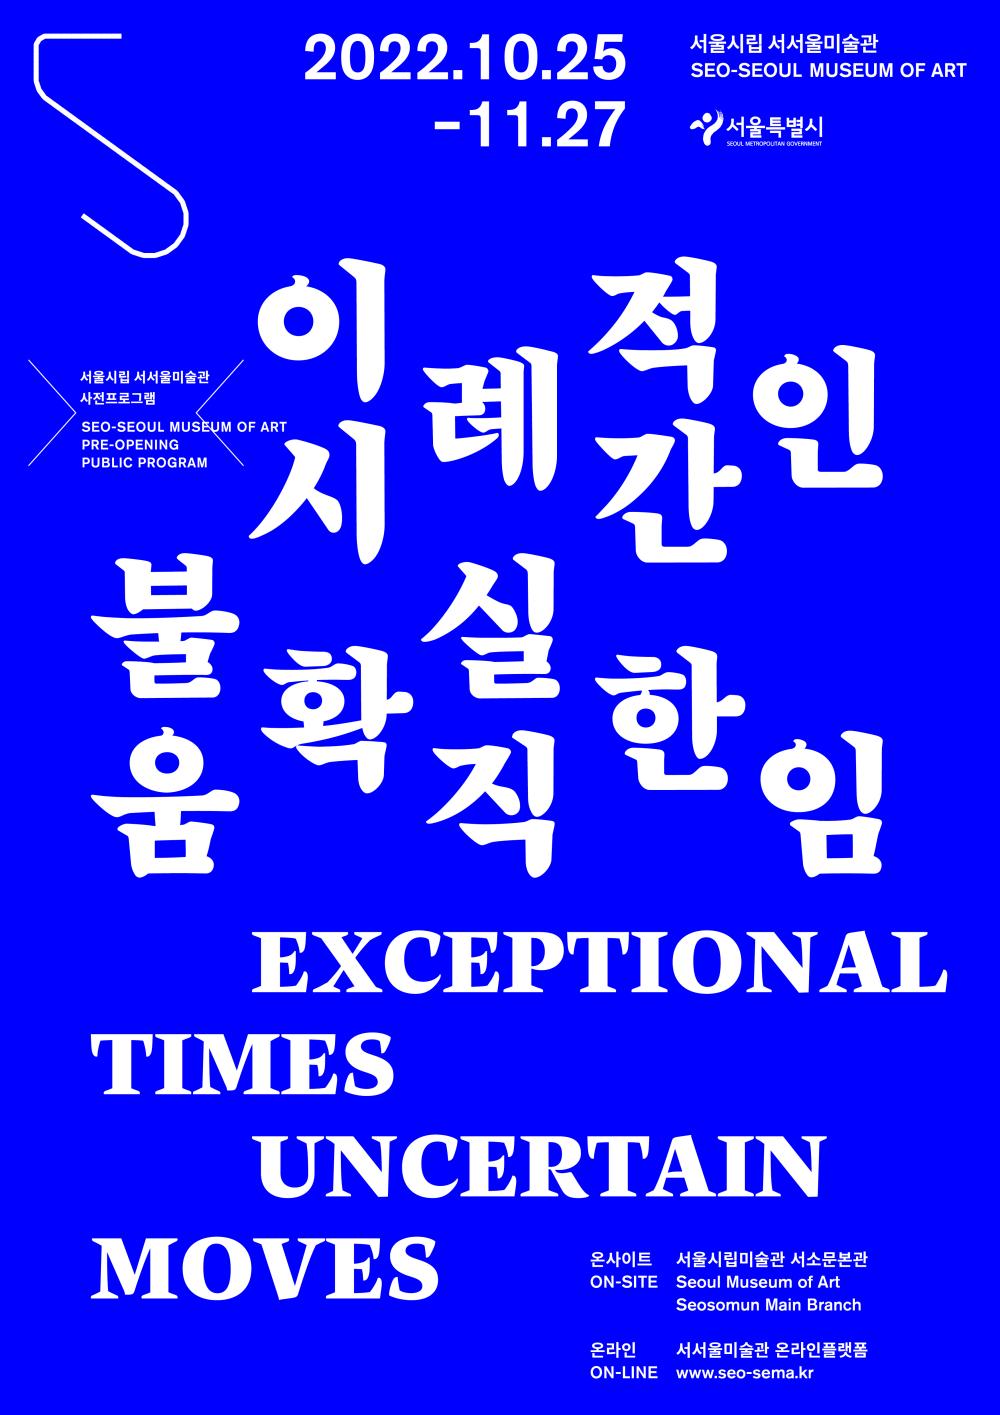 2022.10.25
-11.27
서울시립 서서울미술관
SEO-SEOUL MUSEUM OF ART
서울특별시
SEOUL METROPOLITAN GOVERNMENT
서울시립 서서울미술관
사전프로그램
SEO-SEOUL MUSEUM OF ART
PRE-OPENING
PUBLIC PROGRAM
이례적인
시간
불확실한
움직임
EXCEPTIONAL
TIMES
UNCERTAIN
MOVES
온사이트 서울시립미술관 서소문본관
ON-SITE Seoul Museum of Art
Seosomun Main Branch
온라인 서서울미술관 온라인플랫폼
ON-LINE www.seo-sema.kr